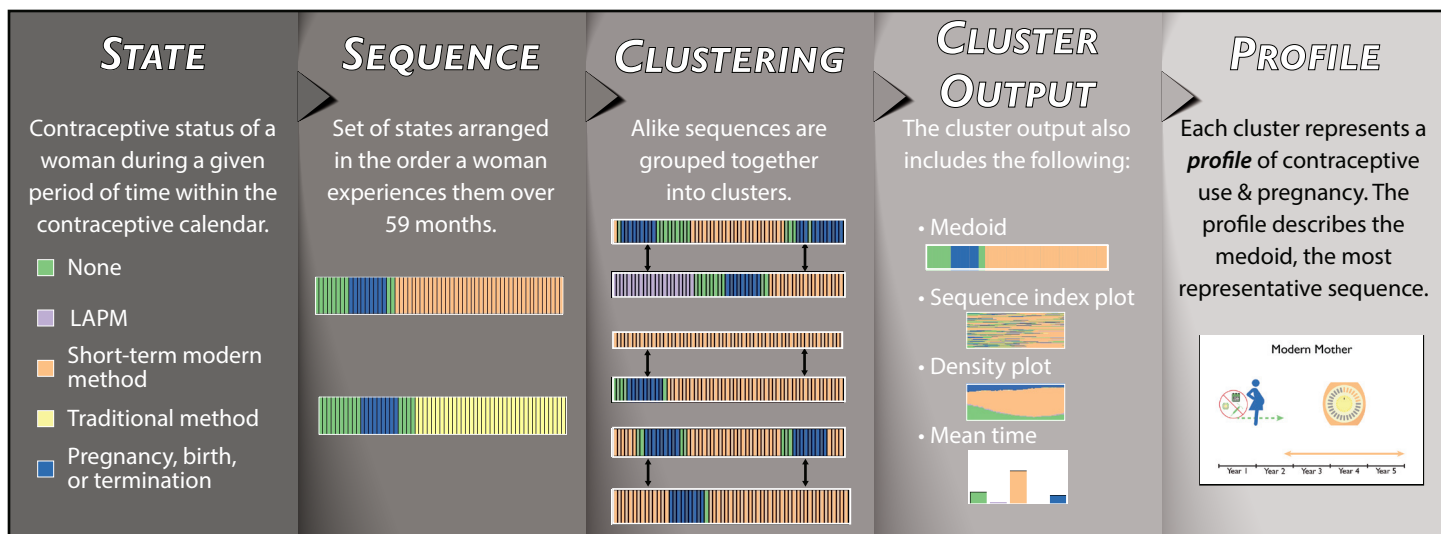 STATE
Contraceptive status of a
woman during a given
period of time within the
contraceptive calendar.
None
LAPM
Short-term modern
method
Traditional method
Pregnancy, birth,
or termination
SEQUENCE
Set of states arranged
in the order a woman
experiences them over
59 months.
CLUSTERING
Alike sequences are
grouped together
into clusters.
CLUSTER
OUTPUT
The cluster output also
includes the following:
• Medoid
• Sequence index plot
• Density plot
• Mean time
PROFILE
Each cluster represents a
profile of contraceptive
use & pregnancy. The
profile describes the
medoid, the most
representative sequence.
Modern Mother
Year 1 Year 2 Year 3 Year 4 Year 5